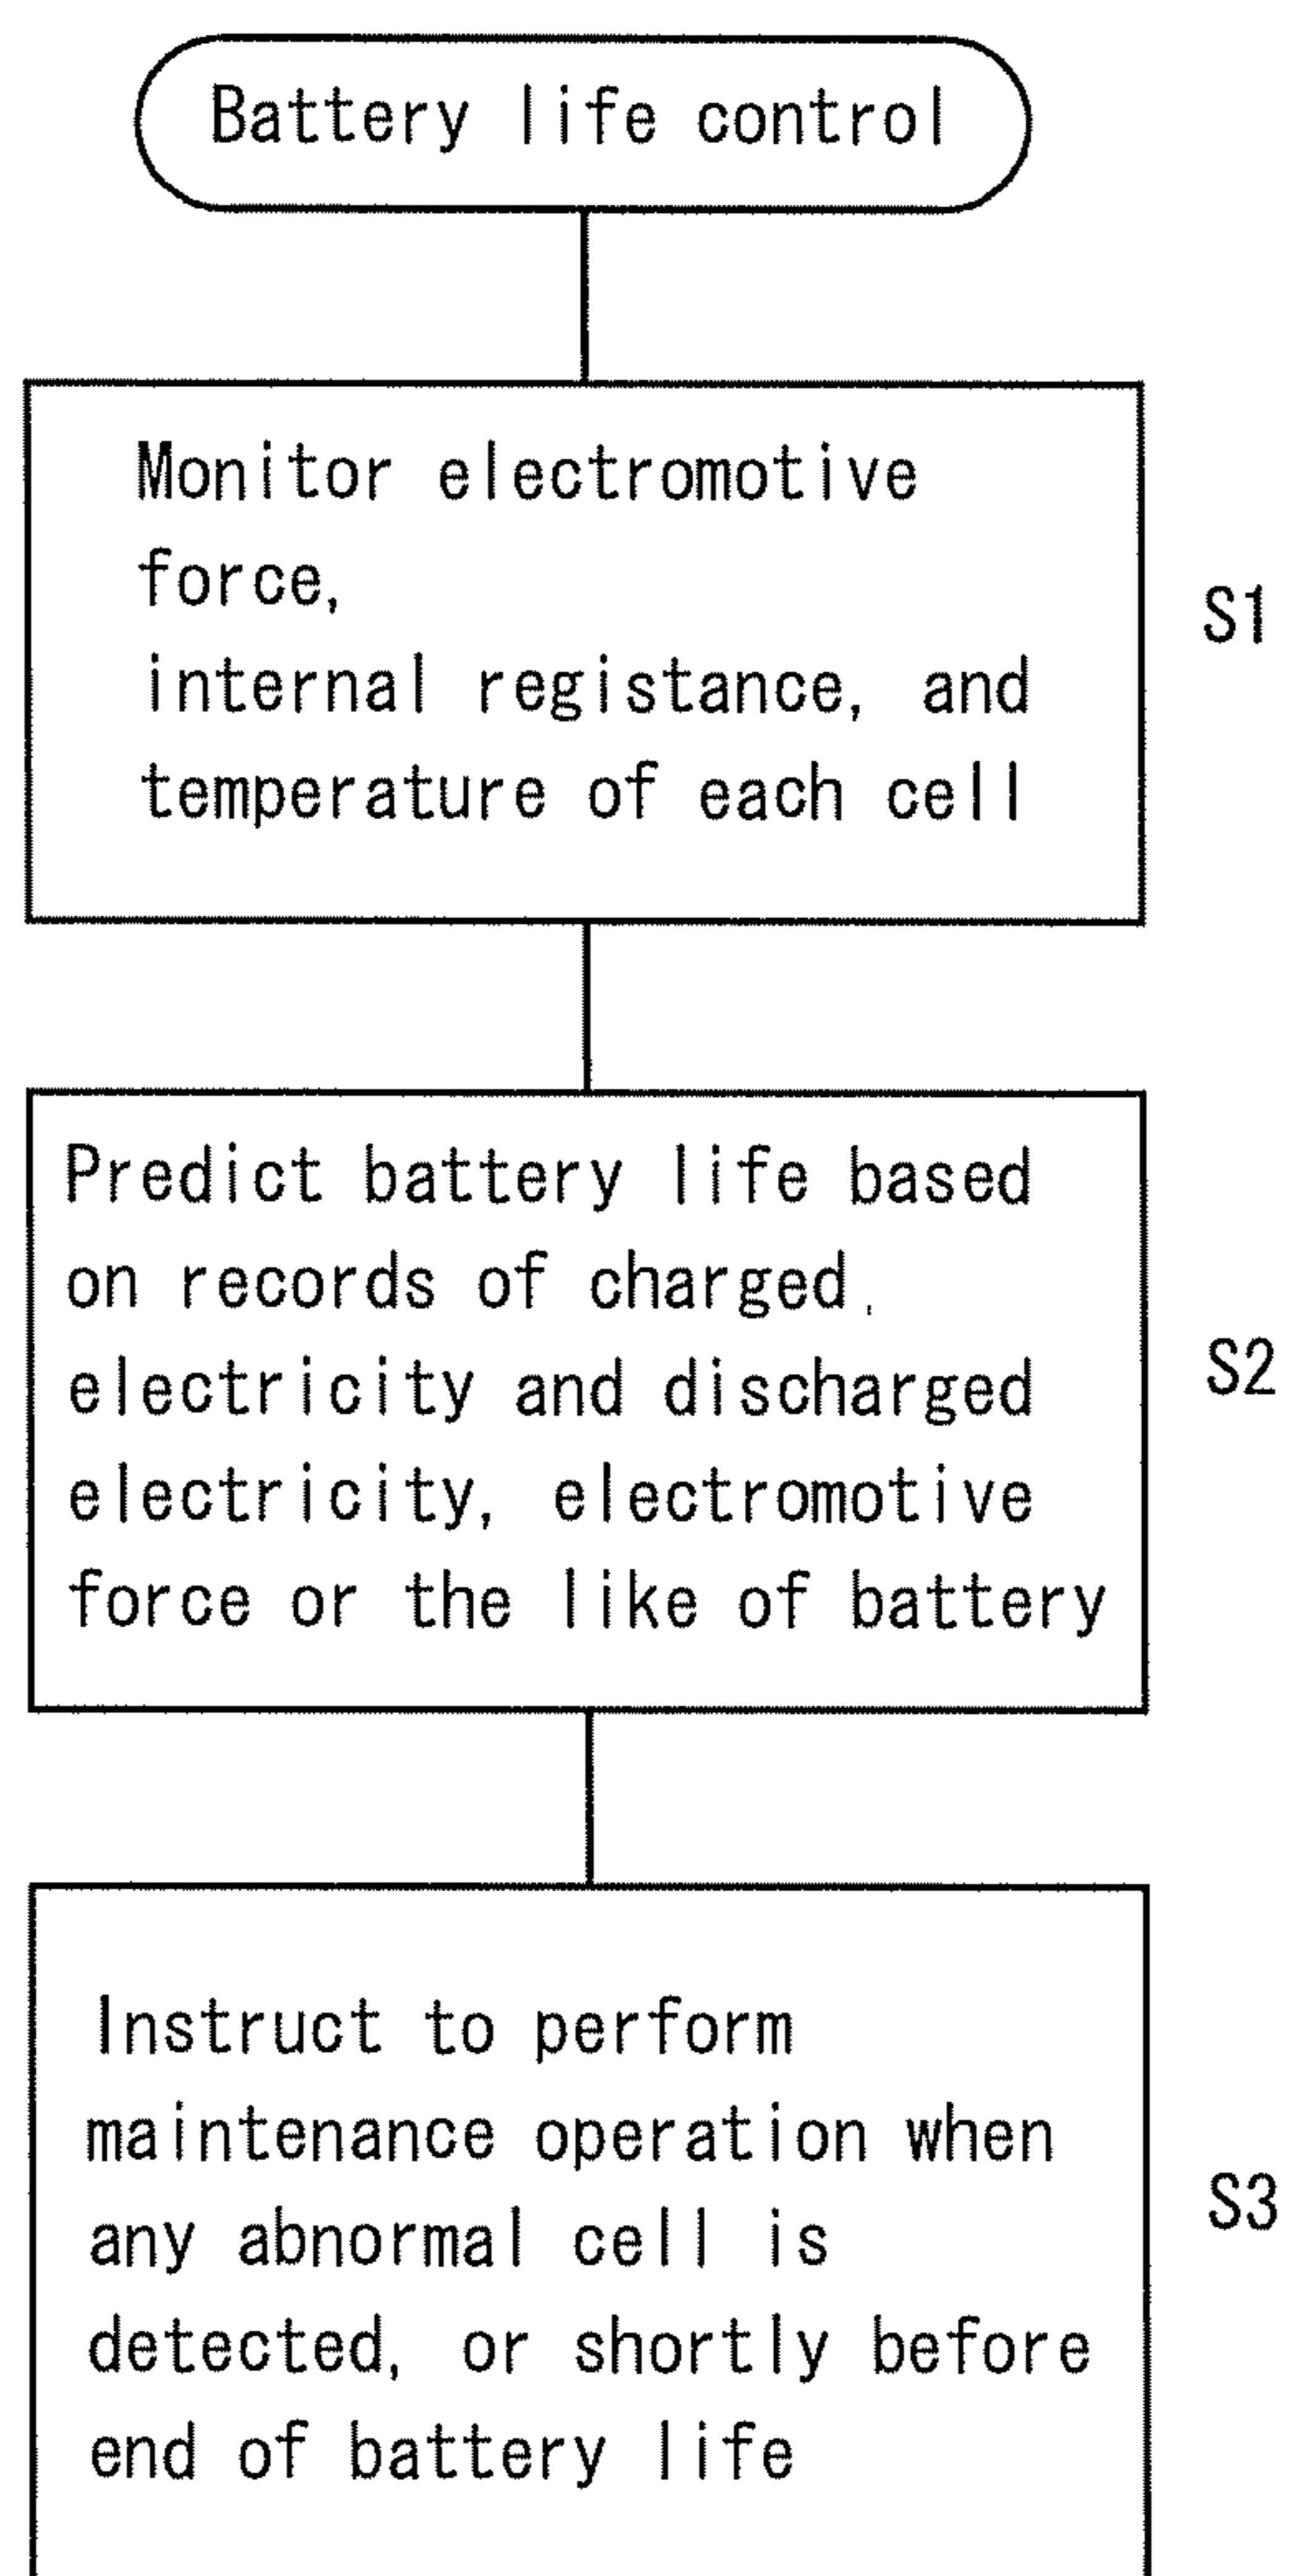 Battery life control
Monitor electromotive
force,
internal registance, and
temperature of each cell
S1
Predict battery life based
on records of charged
electricity and discharged
electricity, electromotive
force or the like of battery
S2
Instruct to perform
maintenance operation when
any abnormal cell is
detected, or shortly before
end of battery life
S3